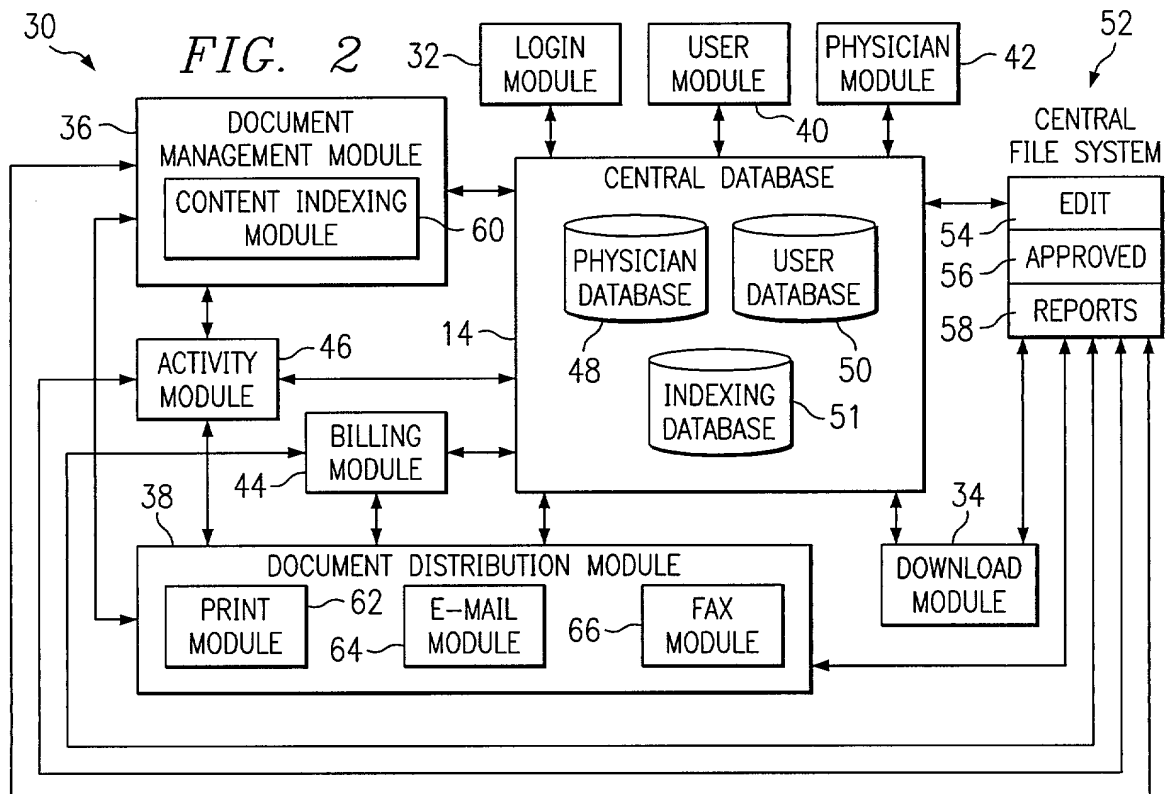 30
FIG. 2
32
LOGIN
MODULE
USER
MODULE
40
PHYSICIAN
MODULE
42
52
CENTRAL
FILE SYSTEM
36
DOCUMENT
MANAGEMENT MODULE
CONTENT INDEXING
MODULE
60
CENTRAL DATABASE
PHYSICIAN
DATABASE
48
USER
DATABASE
50
INDEXING
DATABASE
51
14
54
EDIT
56
APPROVED
58
REPORTS
ACTIVITY
MODULE
46
BILLING
MODULE
44
38
DOCUMENT DISTRIBUTION MODULE
PRINT
MODULE
62
E-MAIL
MODULE
64
FAX
MODULE
66
34
DOWNLOAD
MODULE